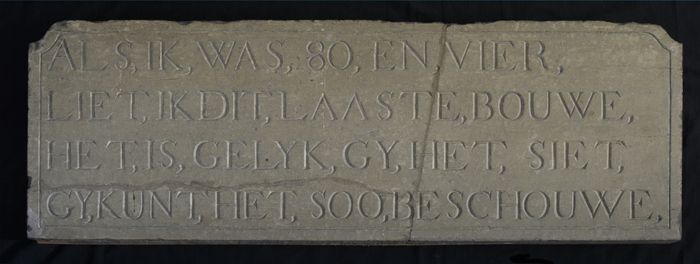 ALS, IK, WAS, 80, EN, VIER,
LIET, IK DIT, LAASTE, BOUWE,
HET, IS, GELYK, GY, HET, SIET,
GY, KUNT, HET, SOO, BESCHOUWE,